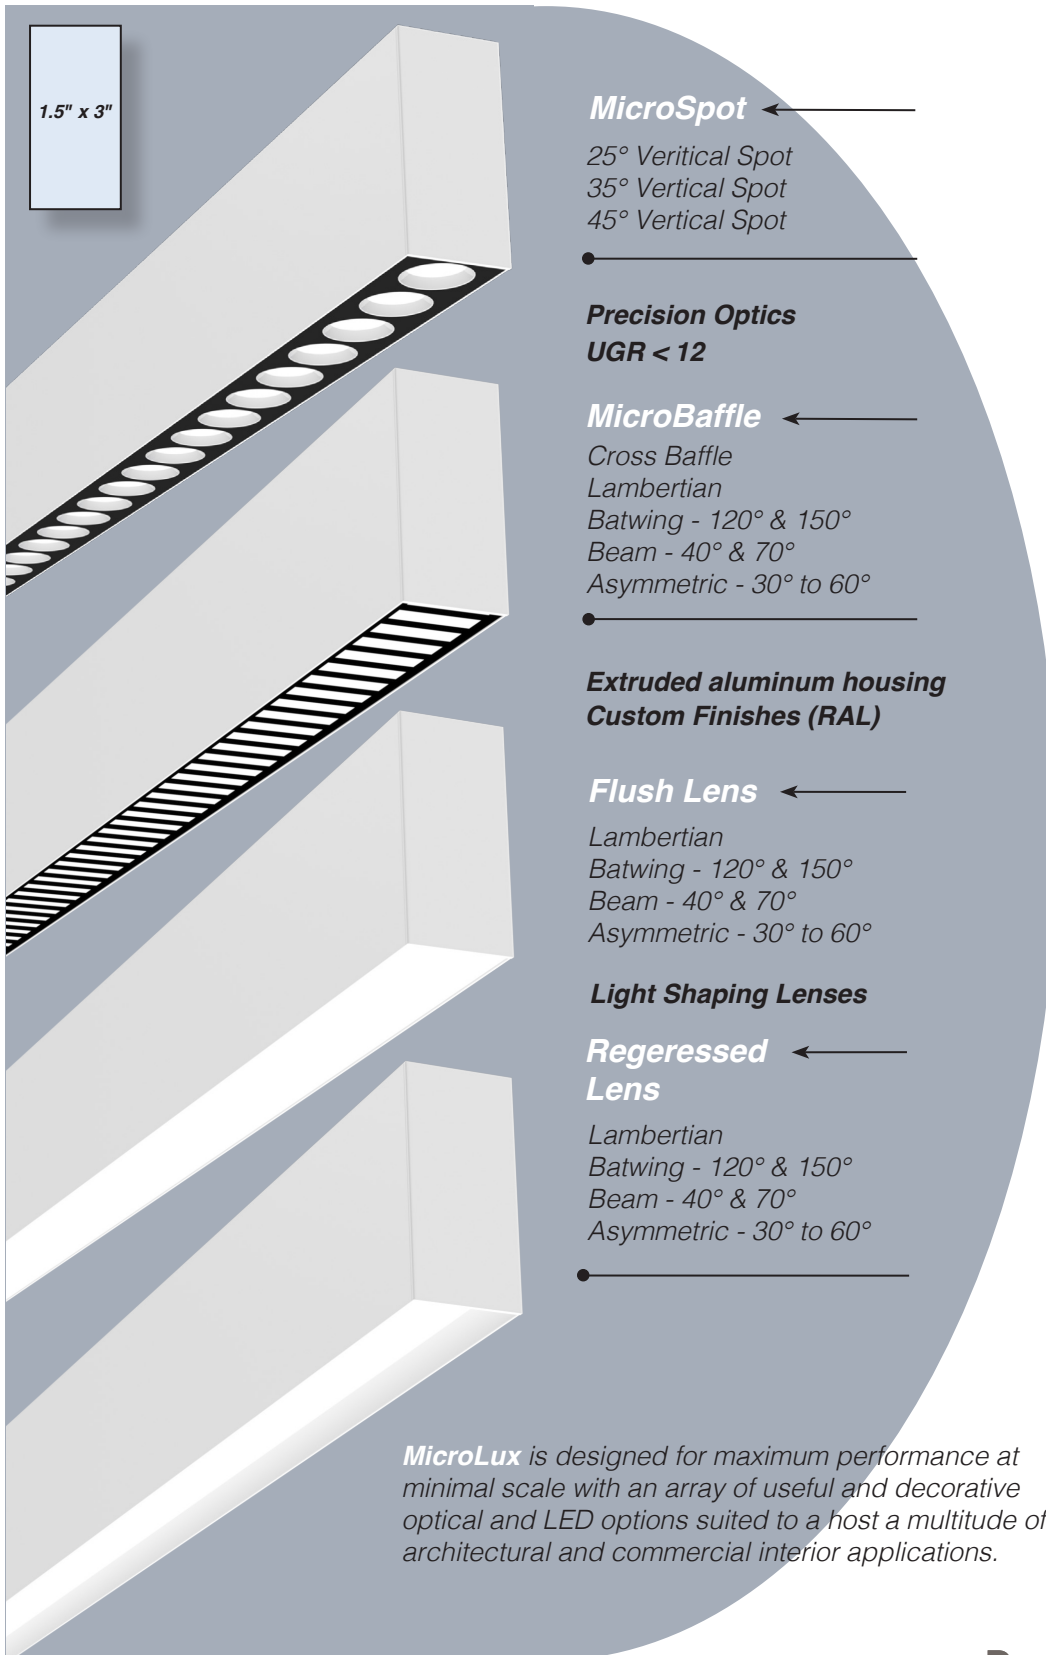 1.5" x 3"
MicroSpot
25° Veritical Spot
35° Vertical Spot
45° Vertical Spot
Precision Optics
UGR < 12
MicroBaffle
Cross Baffle
Lambertian
Batwing - 120° & 150°
Beam - 40° & 70°
Asymmetric - 30° to 60°
Extruded aluminum housing
Custom Finishes (RAL)
Flush Lens
Lambertian
Batwing - 120° & 150°
Beam - 40° & 70°
Asymmetric - 30° to 60°
Light Shaping Lenses
Regeressed
Lens
Lambertian
Batwing - 120° & 150°
Beam - 40° & 70°
Asymmetric - 30° to 60°
MicroLux is designed for maximum performance at
minimal scale with an array of useful and decorative
optical and LED options suited to a host a multitude of
architectural and commercial interior applications.